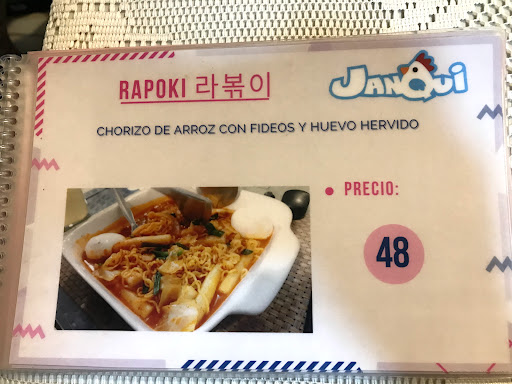 RAPOKI 라볶이
JANQUI
CHORIZO DE ARROZ CON FIDEOS Y HUEVO HERVIDO
PRECIO:
48